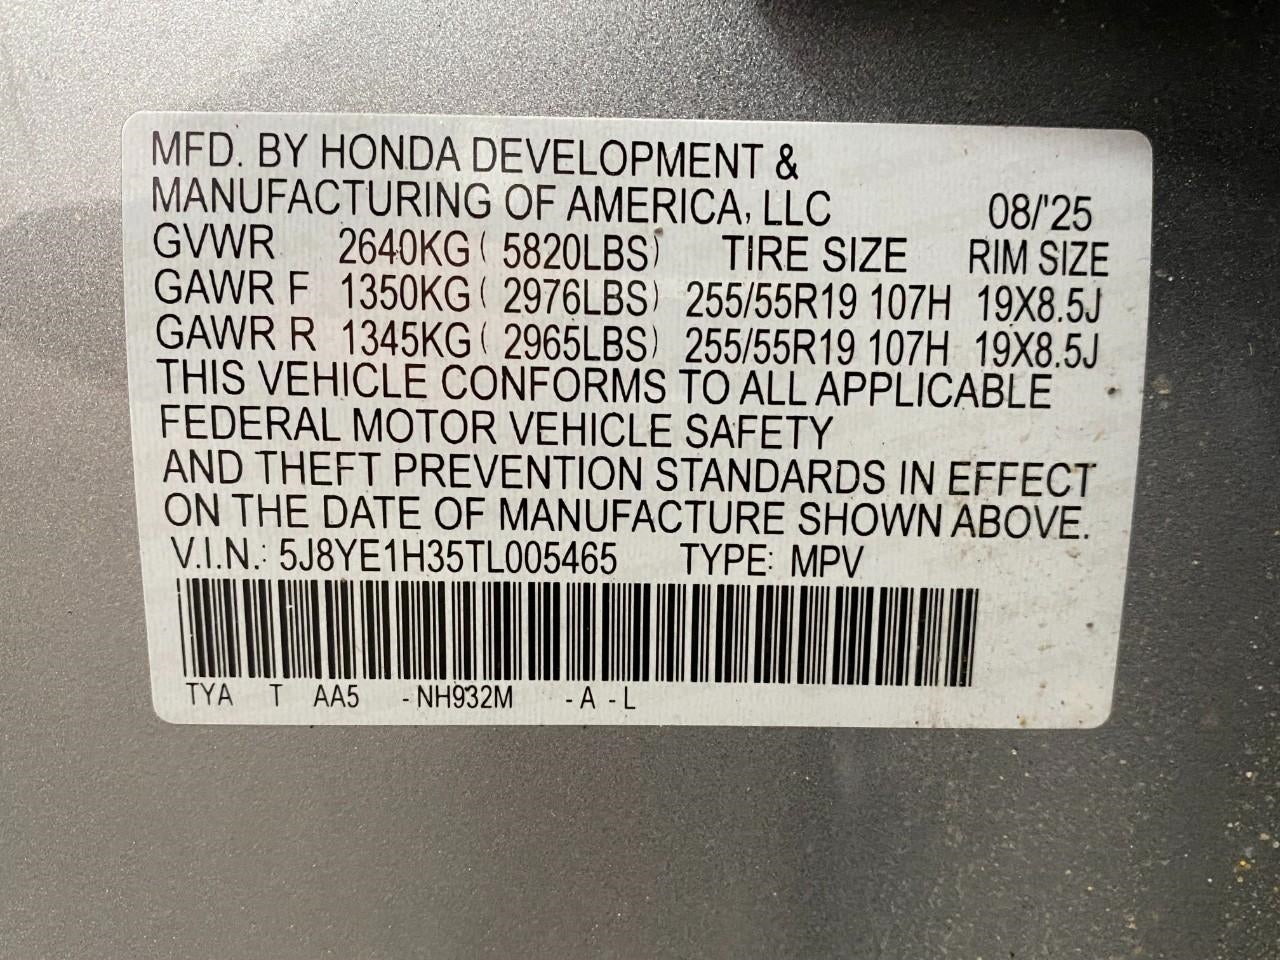 MFD. BY HONDA DEVELOPMENT &
MANUFACTURING OF AMERICA, LLC 08/'25
GVWR 2640KG ( 5820LBS) TIRE SIZE RIM SIZE
GAWR F 1350KG ( 2976LBS) 255/55R19 107H 19X8.5J
GAWR R 1345KG ( 2965LBS) 255/55R19 107H 19X8.5J
THIS VEHICLE CONFORMS TO ALL APPLICABLE
FEDERAL MOTOR VEHICLE SAFETY
AND THEFT PREVENTION STANDARDS IN EFFECT
ON THE DATE OF MANUFACTURE SHOWN ABOVE.
V.I.N.: 5J8YE1H35TL005465 TYPE: MPV
TYA T AA5 -NH932M -A -L